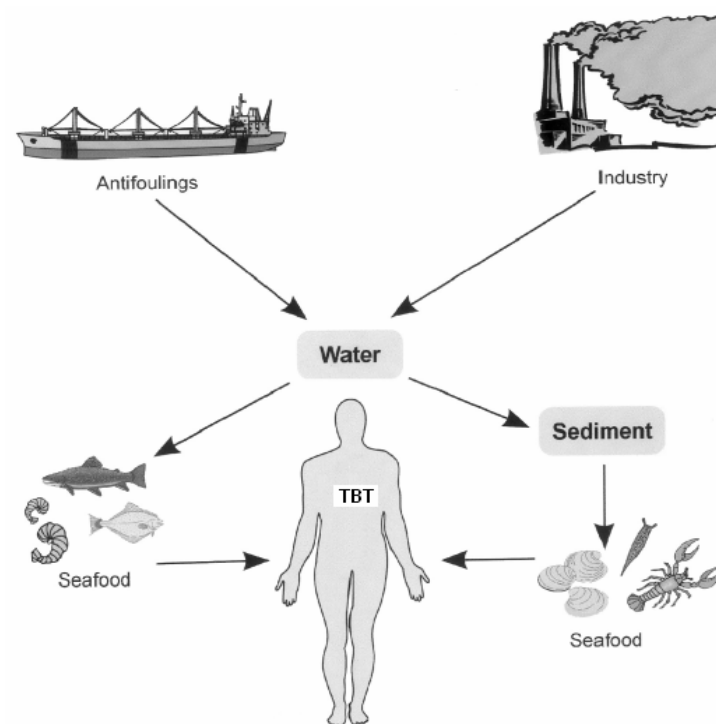 Antifoulings
Industry
Water
Sediment
TBT
Seafood
Seafood